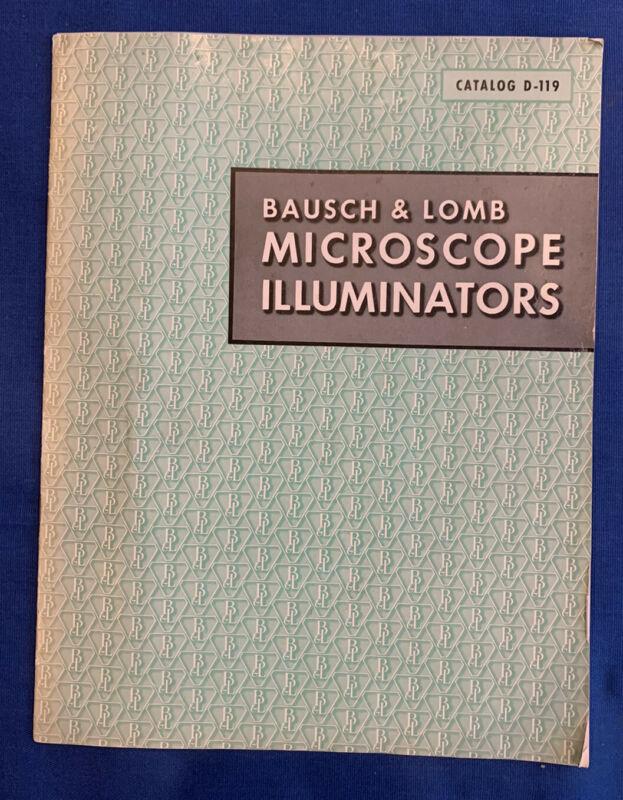 CATALOG D-119
BAUSCH & LOMB
MICROSCOPE
ILLUMINATORS